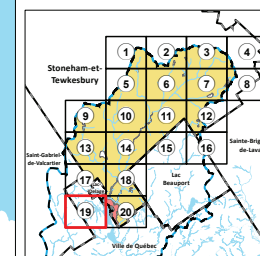 1 2 3 4
Stoneham-et-
Tewkesbury
5 6 7 8
9 10 11 12
Sainte-Brig
de-Lava
13 14 15 16
Saint-Gabriel-
de-Valcartier
17 18
Lac
Beauport
19 20
Ville de Québec